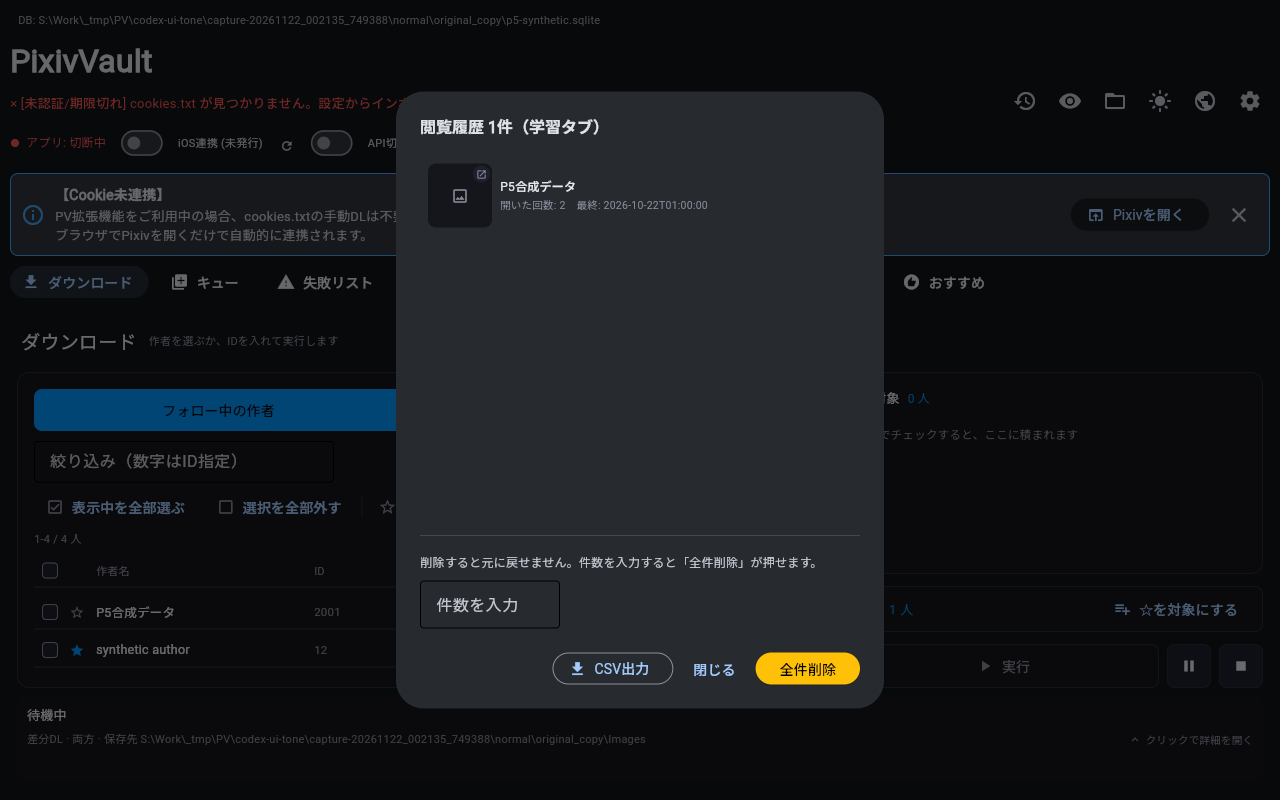 DB: S:\Work\_tmp\PV\codex-ui-tone\capture-20261122_002135_749388\normal\original_copy\p5-synthetic.sqlite
PixivVault
× [未認証/期限切れ] cookies.txt が見つかりません。設定からイン
アプリ: 切断中
iOS連携 (未発行)
API切
【Cookie未連携】
PV拡張機能をご利用中の場合、cookies.txtの手動DLは不
ブラウザでPixivを開くだけで自動的に連携されます。
Pixivを開く
ダウンロード
キュー
失敗リスト
おすすめ
ダウンロード
作者を選ぶか、IDを入れて実行します
フォロー中の作者
絞り込み（数字はID指定）
表示中を全部選ぶ
選択を全部外す
1-4 / 4 人
作者名
ID
P5合成データ
2001
synthetic author
12
対象 0 人
でチェックすると、ここに積まれます
1 人
☆を対象にする
実行
待機中
差分DL · 両方 · 保存先 S:\Work\_tmp\PV\codex-ui-tone\capture-20261122_002135_749388\normal\original_copy\Images
クリックで詳細を開く
閲覧履歴 1件（学習タブ）
P5合成データ
開いた回数: 2 最終: 2026-10-22T01:00:00
削除すると元に戻せません。件数を入力すると「全件削除」が押せます。
件数を入力
CSV出力
閉じる
全件削除